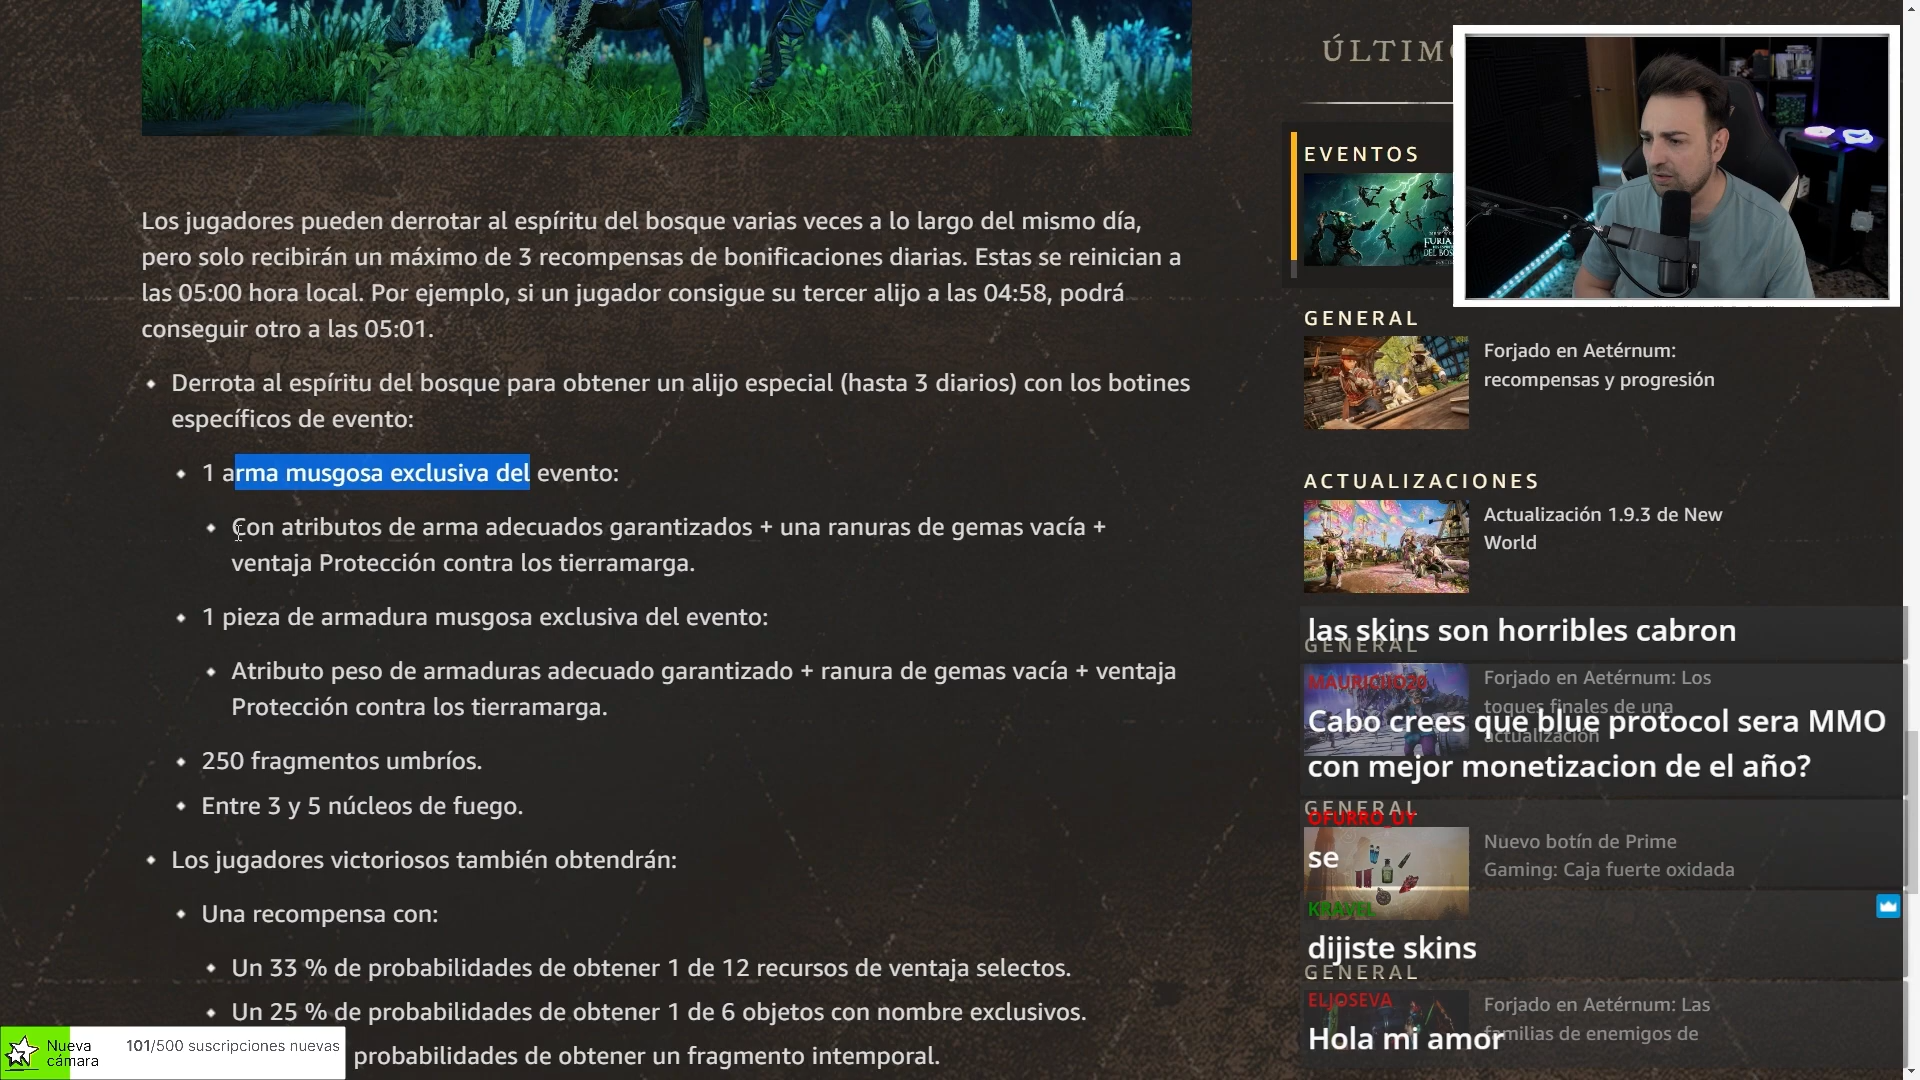 ÚLTIM
EVENTOS
FURIA
DEL BOS
GENERAL
Forjado en Aetérnum:
recompensas y progresión
ACTUALIZACIONES
Actualización 1.9.3 de New
World
Los jugadores pueden derrotar al espíritu del bosque varias veces a lo largo del mismo día,
pero solo recibirán un máximo de 3 recompensas de bonificaciones diarias. Estas se reinician a
las 05:00 hora local. Por ejemplo, si un jugador consigue su tercer alijo a las 04:58, podrá
conseguir otro a las 05:01.
Derrota al espíritu del bosque para obtener un alijo especial (hasta 3 diarios) con los botines
específicos de evento:
1 arma musgosa exclusiva del evento:
Con atributos de arma adecuados garantizados + una ranuras de gemas vacía +
ventaja Protección contra los tierramarga.
1 pieza de armadura musgosa exclusiva del evento:
Atributo peso de armaduras adecuado garantizado + ranura de gemas vacía + ventaja
Protección contra los tierramarga.
250 fragmentos umbríos.
Entre 3 y 5 núcleos de fuego.
Los jugadores victoriosos también obtendrán:
Una recompensa con:
Un 33 % de probabilidades de obtener 1 de 12 recursos de ventaja selectos.
Un 25 % de probabilidades de obtener 1 de 6 objetos con nombre exclusivos.
probabilidades de obtener un fragmento intemporal.
las skins son horribles cabron
GENERAL
Forjado en Aetérnum: Los
toques finales de una
actualización
Cabo crees que blue protocol sera MMO
con mejor monetizacion de el año?
GENERAL
OFURRO_UY
se
Nuevo botín de Prime
Gaming: Caja fuerte oxidada
KRAVEL
dijiste skins
GENERAL
ELJOSEVA
Hola mi amor
Forjado en Aetérnum: Las
familias de enemigos de
Nueva
cámara
101/500 suscripciones nuevas